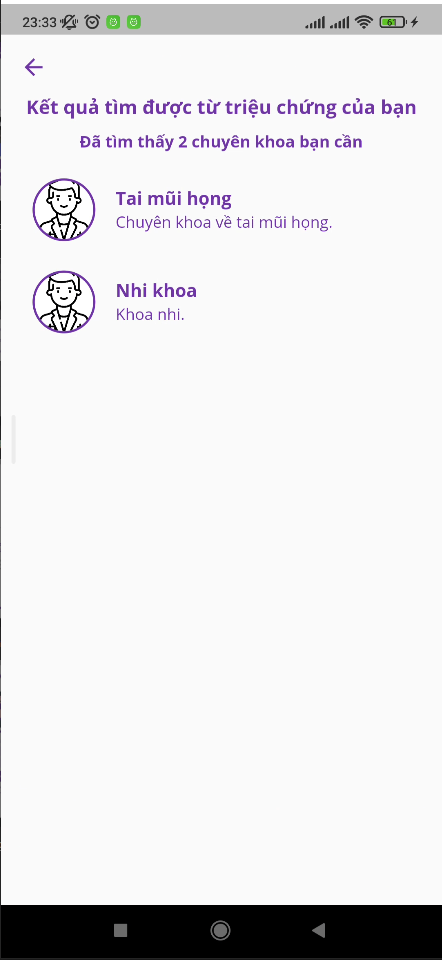 23:33 61
Kết quả tìm được từ triệu chứng của bạn
Đã tìm thấy 2 chuyên khoa bạn cần
Tai mũi họng
Chuyên khoa về tai mũi họng.
Nhi khoa
Khoa nhi.